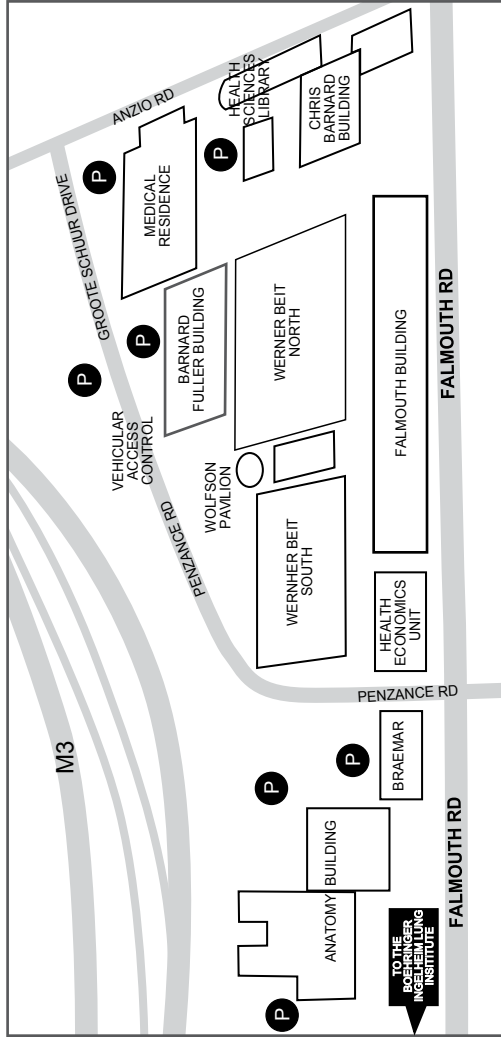 ANZIO RD
HEALTH
SCIENCES
LIBRARY
CHRIS
BARNARD
BUILDING
P
P
MEDICAL
RESIDENCE
GROOTE SCHUUR DRIVE
P
P
BARNARD
FULLER BUILDING
WERNER BEIT
NORTH
FALMOUTH BUILDING
FALMOUTH RD
VEHICULAR
ACCESS
CONTROL
WOLFSON
PAVILION
PENZANCE RD
WERNHER BEIT
SOUTH
HEALTH
ECONOMICS
UNIT
PENZANCE RD
M3
P
P
BRAEMAR
ANATOMY BUILDING
FALMOUTH RD
P
TO THE
BOEHRINGER
INGELHEIM LUNG
INSITITUTE